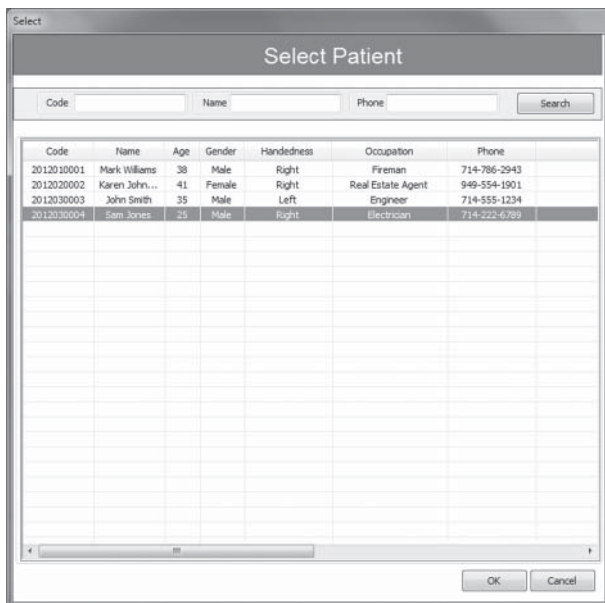 Select
Select Patient
Code Name Phone Search
Code Name Age Gender Handedness Occupation Phone
2012010001 Mark Williams 38 Male Right Fireman 714-786-2943
2012020002 Karen John... 41 Female Right Real Estate Agent 949-554-1901
2012030003 John Smith 35 Male Left Engineer 714-555-1234
2012030004 Sam Jones 25 Male Right Electrician 714-222-6789
OK Cancel